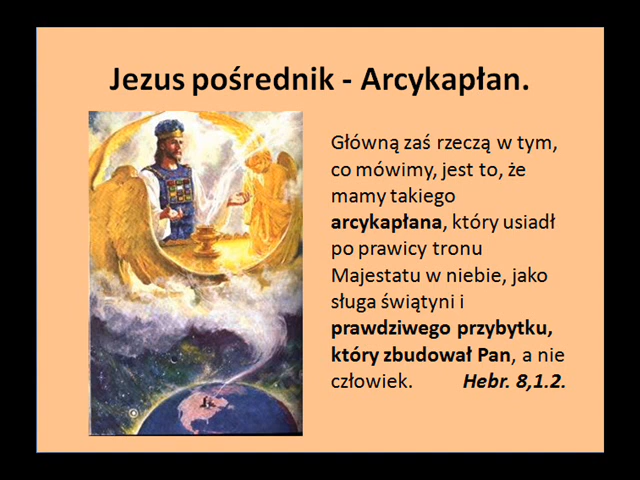 Jezus pośrednik - Arcykapłan.
Główną zaś rzeczą w tym,
co mówimy, jest to, że
mamy takiego
arcykapłana, który usiadł
po prawicy tronu
Majestatu w niebie, jako
sługa świątyni i
prawdziwego przybytku,
który zbudował Pan, a nie
człowiek. Hebr. 8,1.2.